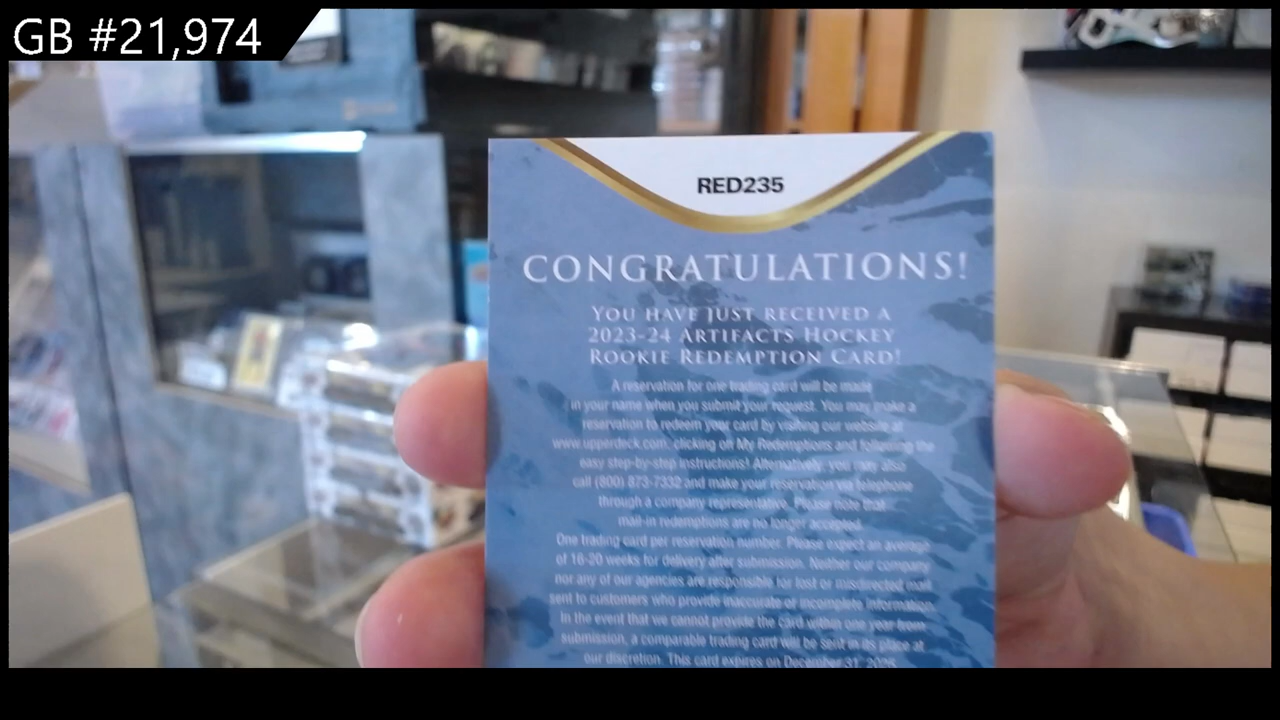 GB #21,974
RED235
CONGRATULATIONS!
YOU HAVE JUST RECEIVED A
2023-24 ARTIFACTS HOCKEY
ROOKIE REDEMPTION CARD!
A reservation for one trading card will be made
in your name when you submit your request. You may make a
reservation to redeem your card by visiting our website at
www.upperdeck.com, clicking on My Redemptions and following the
easy step-by-step instructions! Alternatively, you may also
call (800) 873-7332 and make your reservation via telephone
through a company representative. Please note that
mail-in redemptions are no longer accepted.
One trading card per reservation number. Please expect an average
of 16-20 weeks for delivery after submission. Neither our company
nor any of our agencies are responsible for lost or misdirected mail
sent to customers who provide inaccurate or incomplete information.
In the event that we cannot provide the card within one year from
submission, a comparable trading card will be sent in its place at
our discretion. This card expires on December 31,